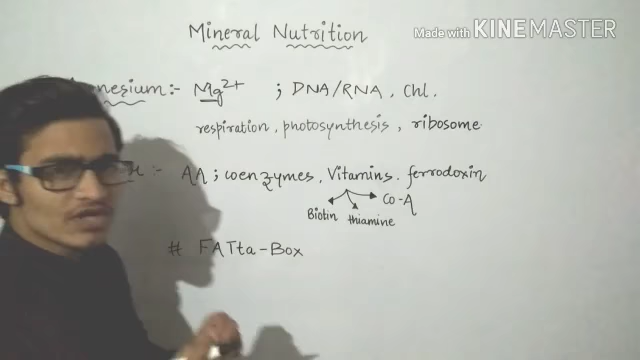 Mineral Nutrition
Made with KINEMASTER
nesium:- Mg2+ ; DNA/RNA, Chl.
respiration, photosynthesis, ribosome
:- AA; coenzymes, Vitamins, ferrodoxin
Biotin thiamine Co-A
# FATta-Box